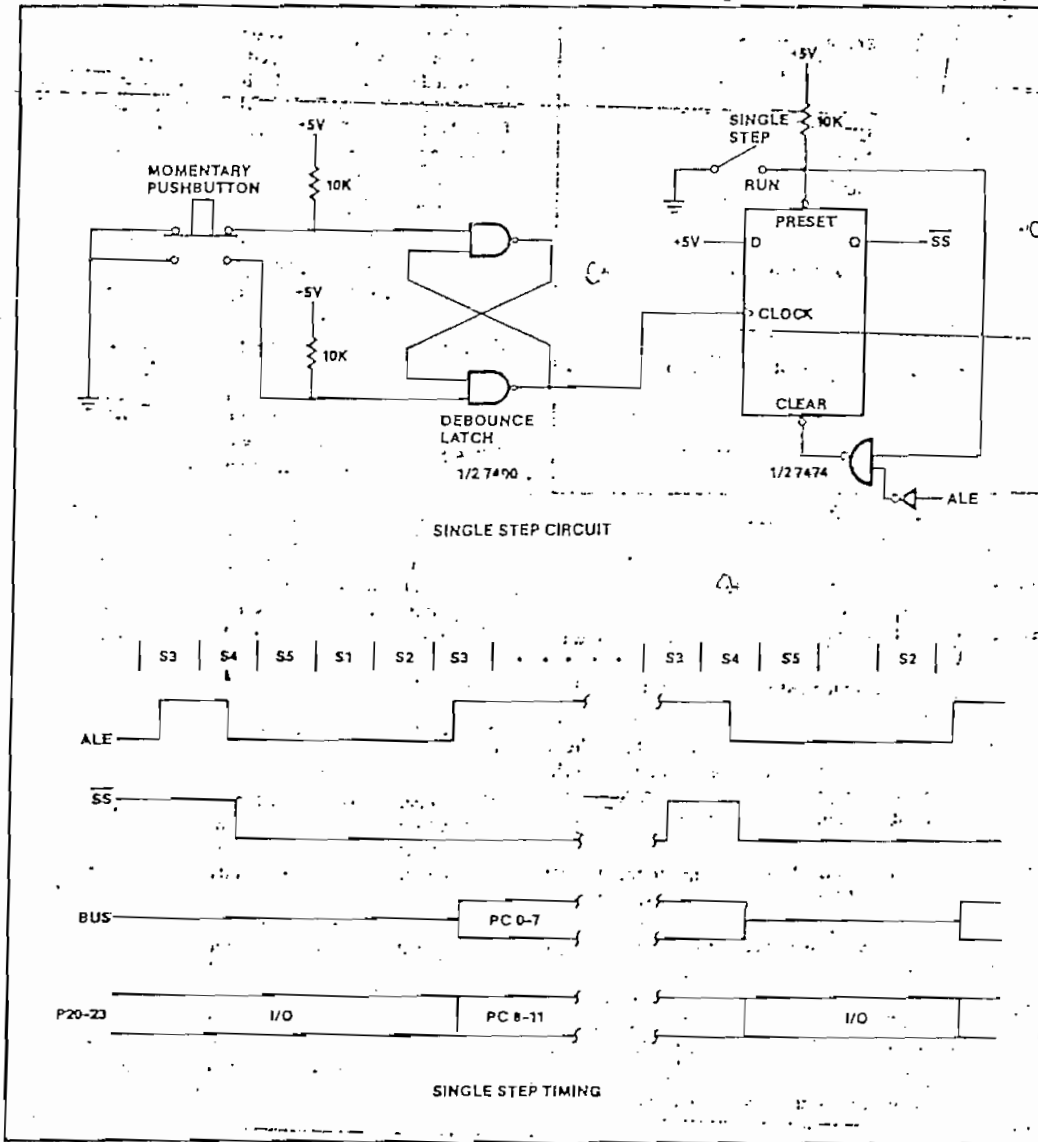 +5V
SINGLE
STEP
10K
+5V
MOMENTARY
PUSHBUTTON
10K
RUN
PRESET
+5V
D
Q
SS
+5V
CLOCK
10K
CLEAR
DEBOUNCE
LATCH
1/2 7400
1/2 7474
ALE
SINGLE STEP CIRCUIT
S3 S4 S5 S1 S2 S3 . . . . . S3 S4 S5 S2
ALE
SS
BUS
PC 0-7
P20-23
I/O
PC 8-11
I/O
SINGLE STEP TIMING